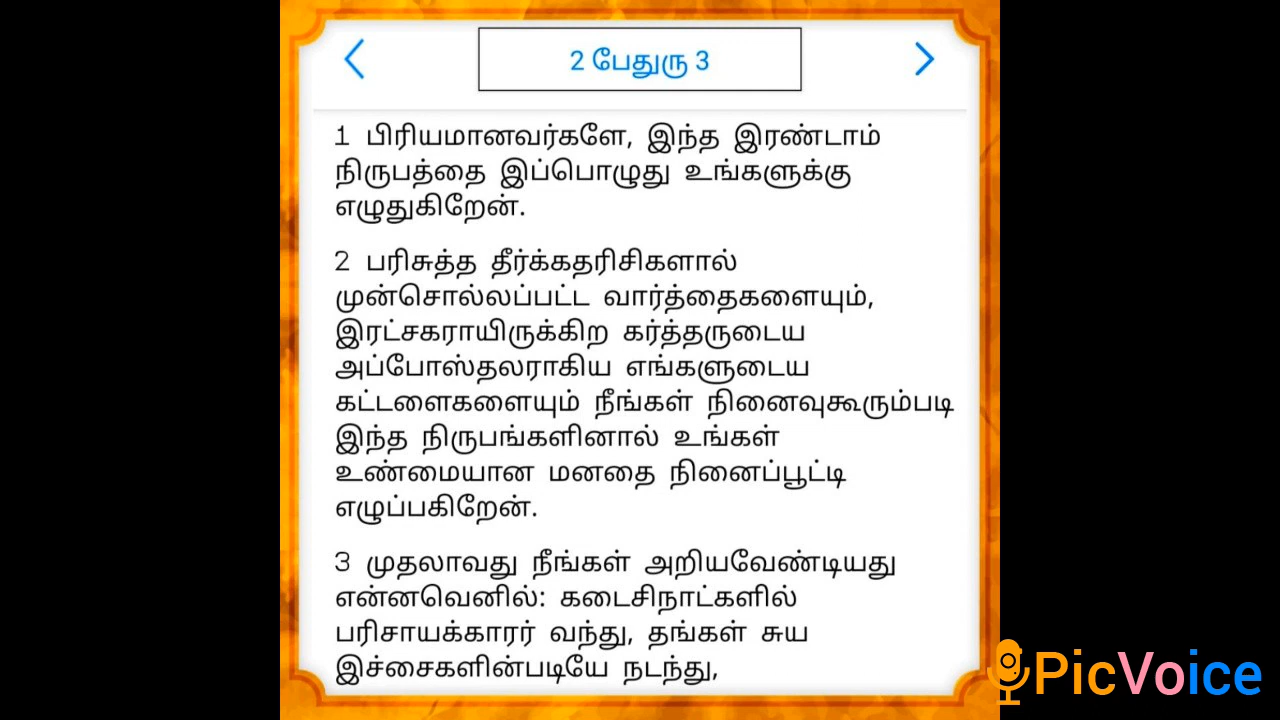 2 பேதுரு 3
1 பிரியமானவர்களே, இந்த இரண்டாம்
நிருபத்தை இப்பொழுது உங்களுக்கு
எழுதுகிறேன்.
2 பரிசுத்த தீர்க்கதரிசிகளால்
முன்சொல்லப்பட்ட வார்த்தைகளையும்,
இரட்சகராயிருக்கிற கர்த்தருடைய
அப்போஸ்தலராகிய எங்களுடைய
கட்டளைகளையும் நீங்கள் நினைவுகூரும்படி
இந்த நிருபங்களினால் உங்கள்
உண்மையான மனதை நினைப்பூட்டி
எழுப்பகிறேன்.
3 முதலாவது நீங்கள் அறியவேண்டியது
என்னவெனில்: கடைசிநாட்களில்
பரிசாயக்காரர் வந்து, தங்கள் சுய
இச்சைகளின்படியே நடந்து,
PicVoice